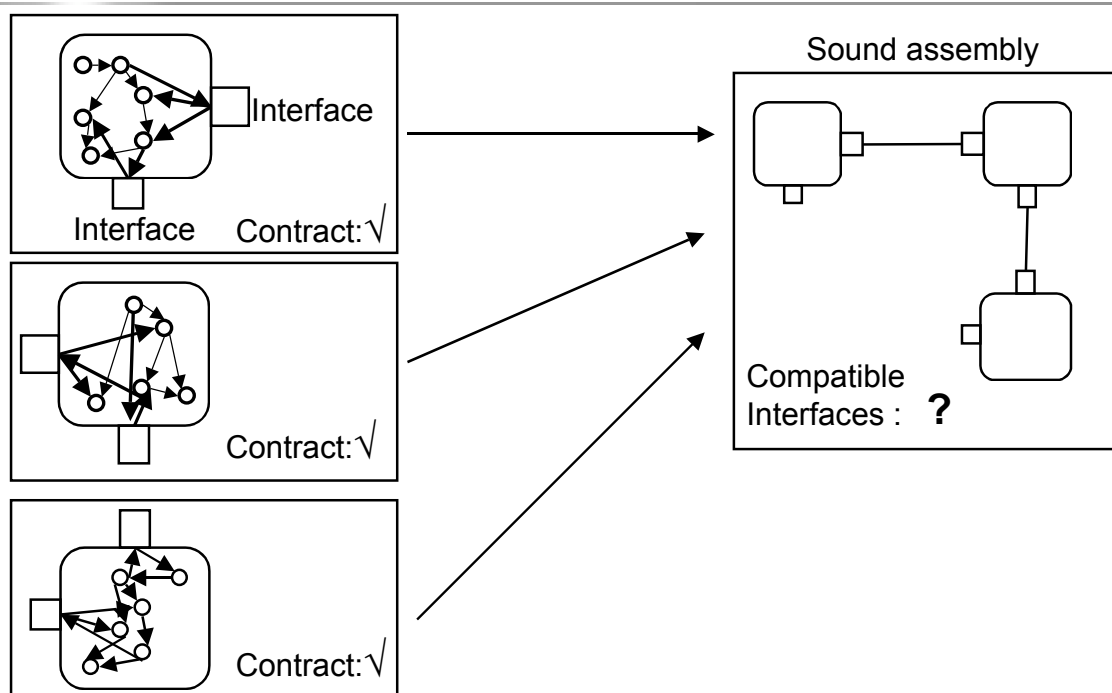 Interface
Interface
Contract:√
Contract:√
Contract:√
Sound assembly
Compatible
Interfaces : ?